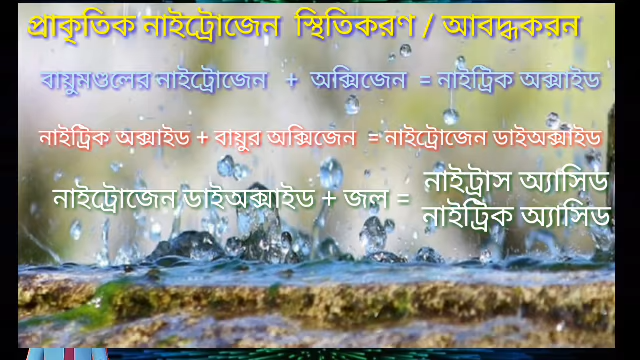 প্রাকৃতিক নাইট্রোজেন স্থিতিকরণ / আবদ্ধকরন
বায়ুমণ্ডলের নাইট্রোজেন + অক্সিজেন = নাইট্রিক অক্সাইড
নাইট্রিক অক্সাইড + বায়ুর অক্সিজেন = নাইট্রোজেন ডাইঅক্সাইড
নাইট্রোজেন ডাইঅক্সাইড + জল = নাইট্রাস অ্যাসিড
নাইট্রিক অ্যাসিড